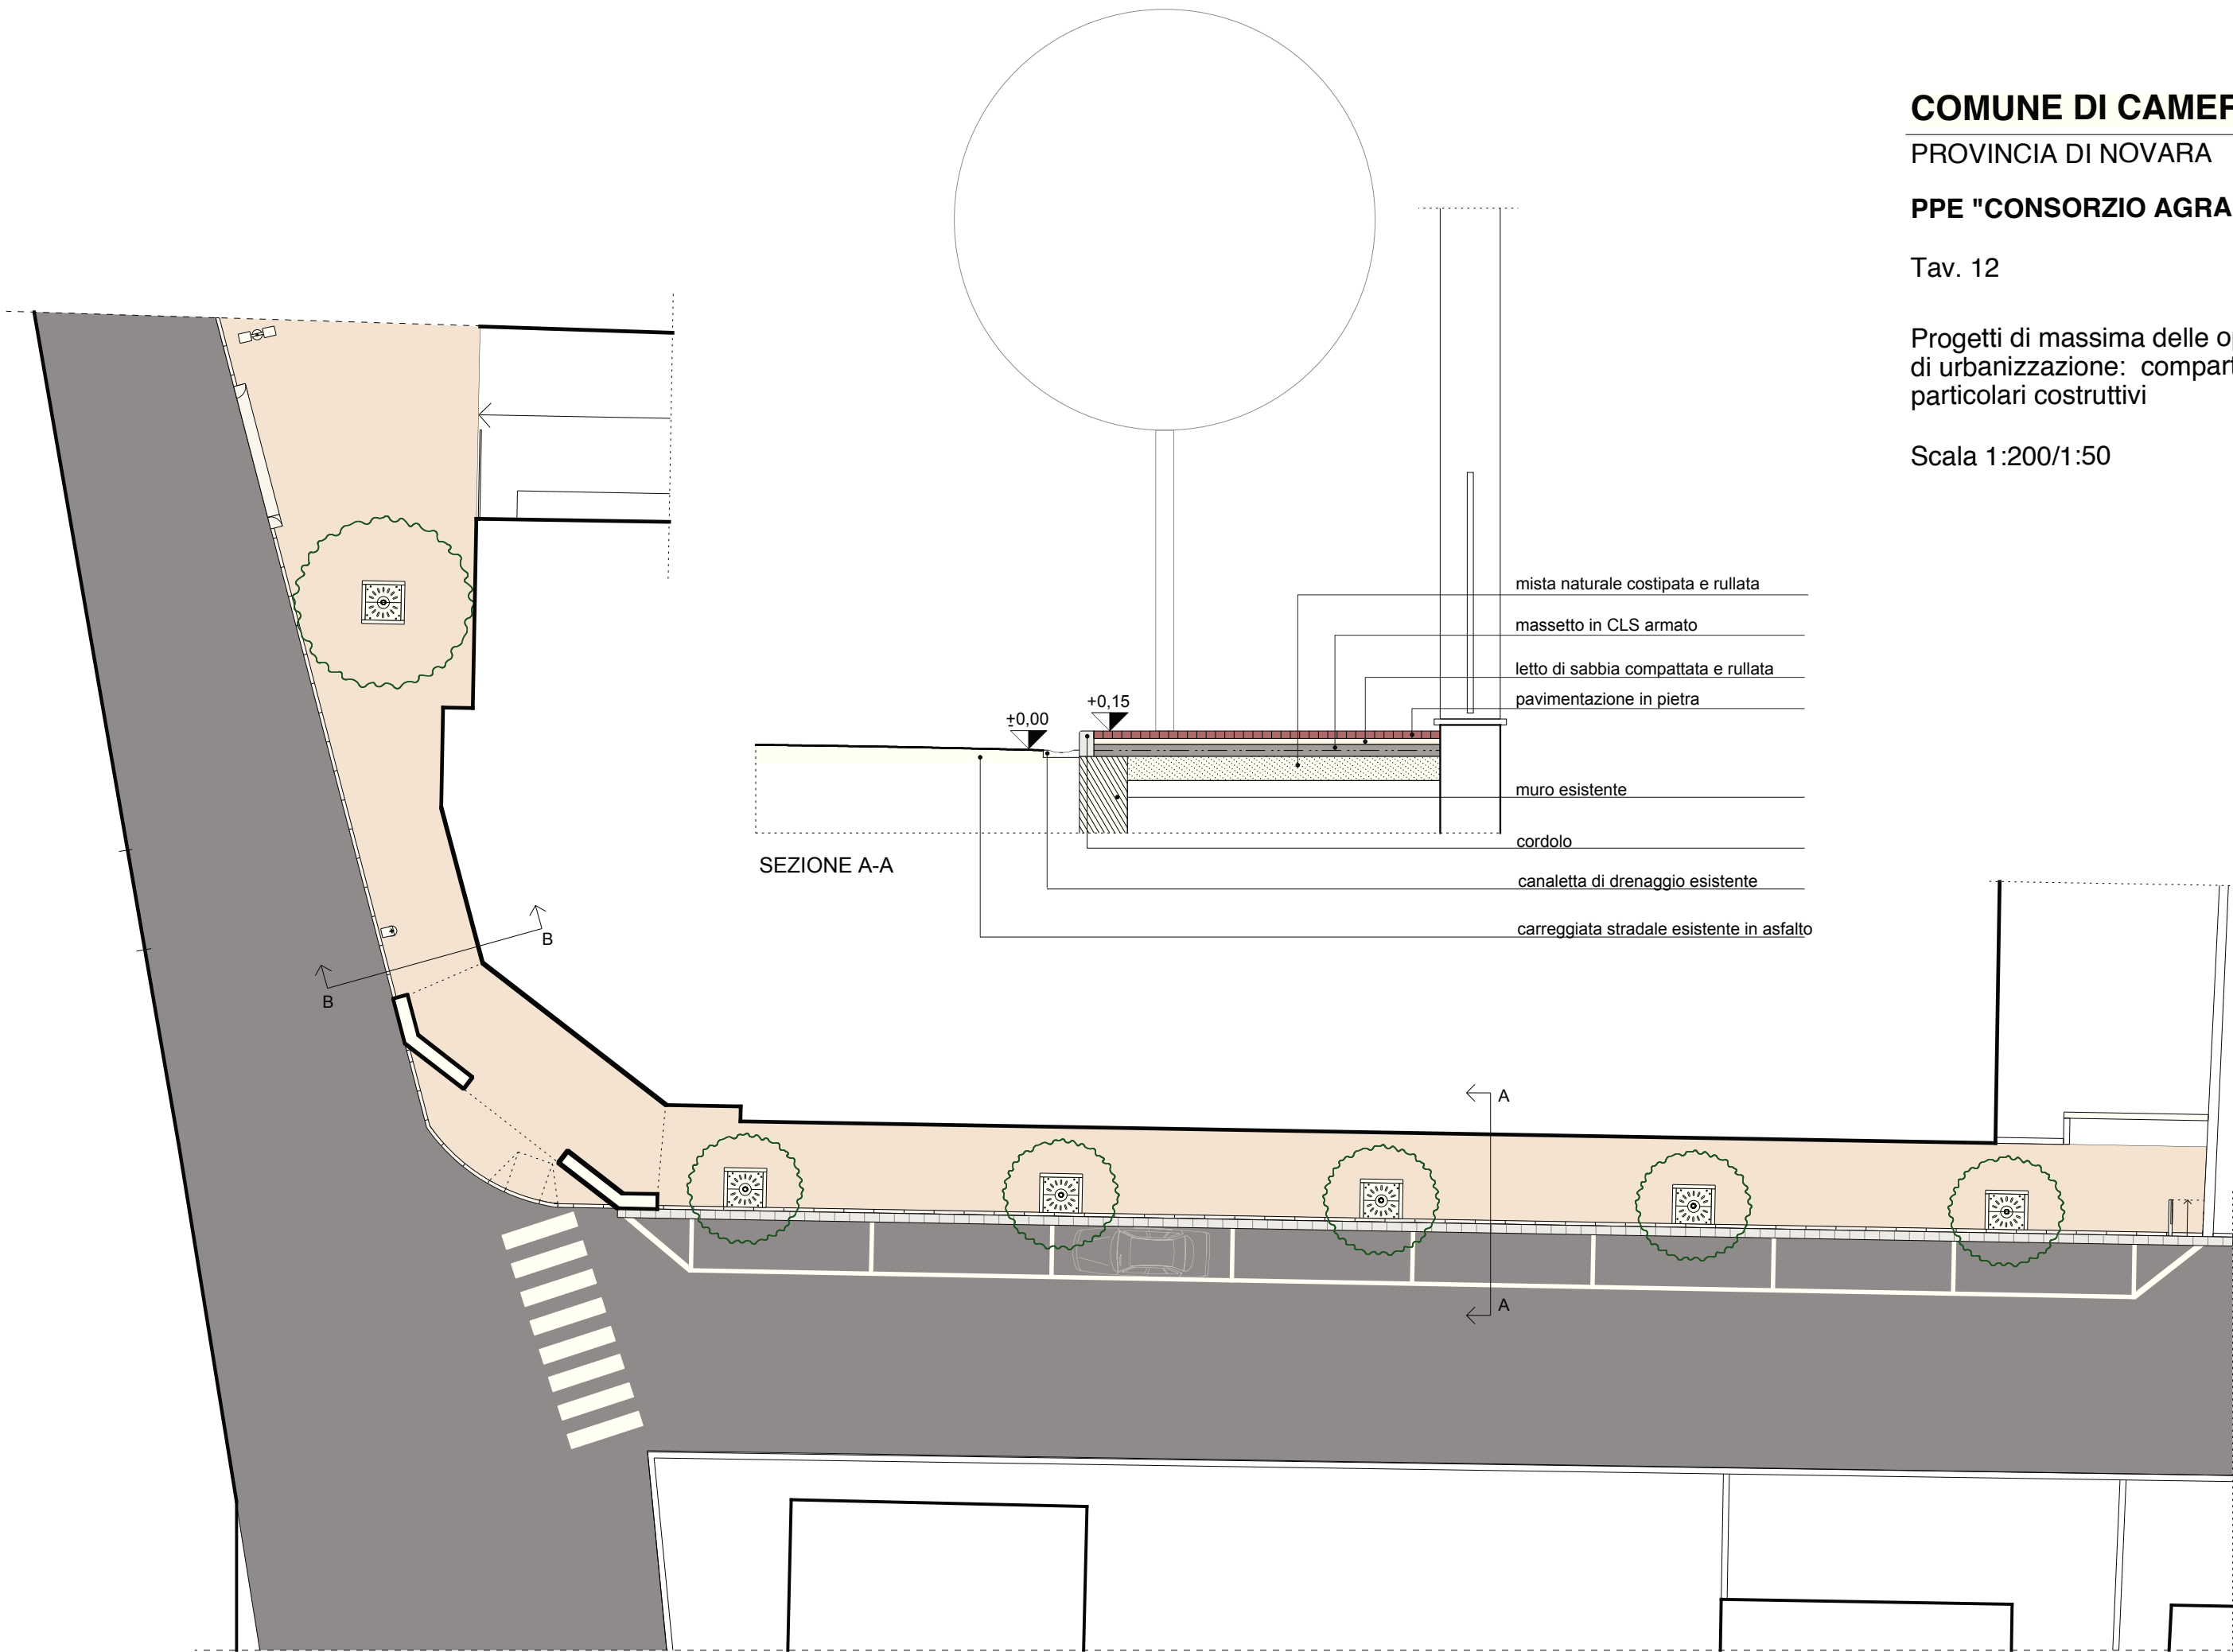 COMUNE DI CAMER
PROVINCIA DI NOVARA
PPE "CONSORZIO AGRA
Tav. 12
Progetti di massima delle
di urbanizzazione: compart
particolari costruttivi
Scala 1:200/1:50
mista naturale costipata e rullata
massetto in CLS armato
letto di sabbia compattata e rullata
pavimentazione in pietra
+0,15
±0,00
muro esistente
cordolo
SEZIONE A-A
canaletta di drenaggio esistente
carreggiata stradale esistente in asfalto
B
B
A
A